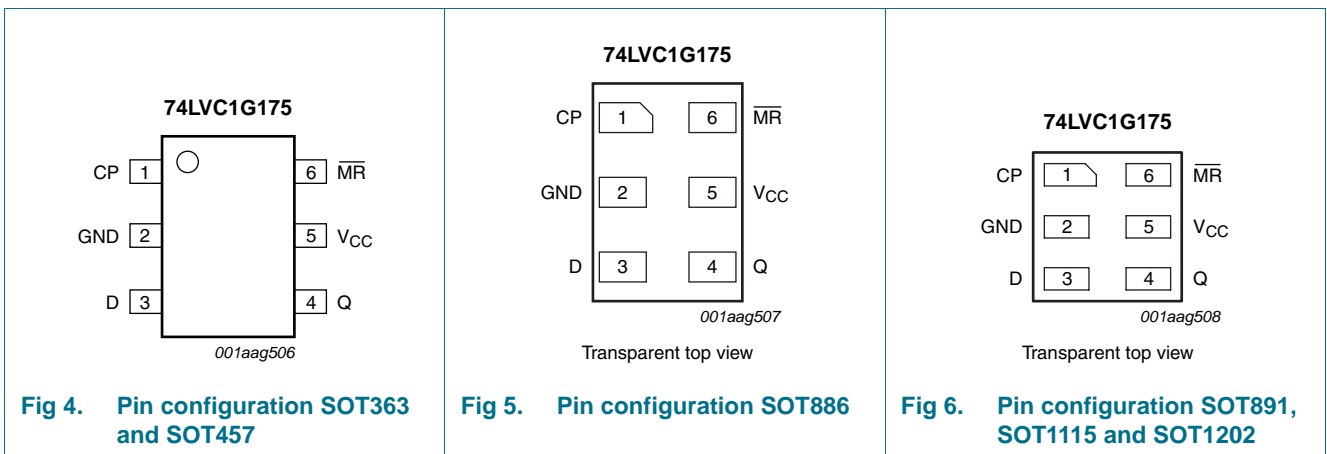 74LVC1G175
CP 1 6 M̅R̅
GND 2 5 VCC
D 3 4 Q
001aag506
Fig 4. Pin configuration SOT363
and SOT457
74LVC1G175
CP 1 6 M̅R̅
GND 2 5 VCC
D 3 4 Q
001aag507
Transparent top view
Fig 5. Pin configuration SOT886
74LVC1G175
CP 1 6 M̅R̅
GND 2 5 VCC
D 3 4 Q
001aag508
Transparent top view
Fig 6. Pin configuration SOT891,
SOT1115 and SOT1202